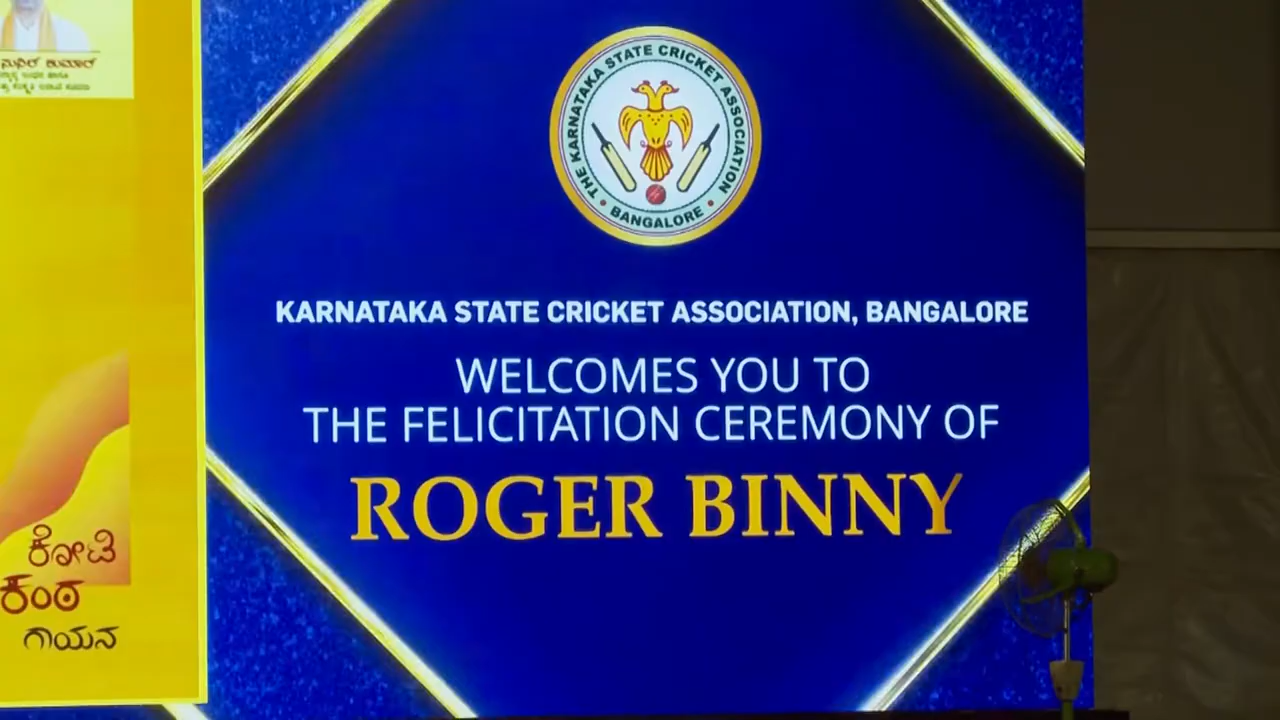 ಸುನಿಲ್ ಕುಮಾರ್
THE KARNATAKA STATE CRICKET ASSOCIATION
• BANGALORE •
KARNATAKA STATE CRICKET ASSOCIATION, BANGALORE
WELCOMES YOU TO
THE FELICITATION CEREMONY OF
ROGER BINNY
ಕೋಟಿ
ಕಂಠ
ಗಾಯನ